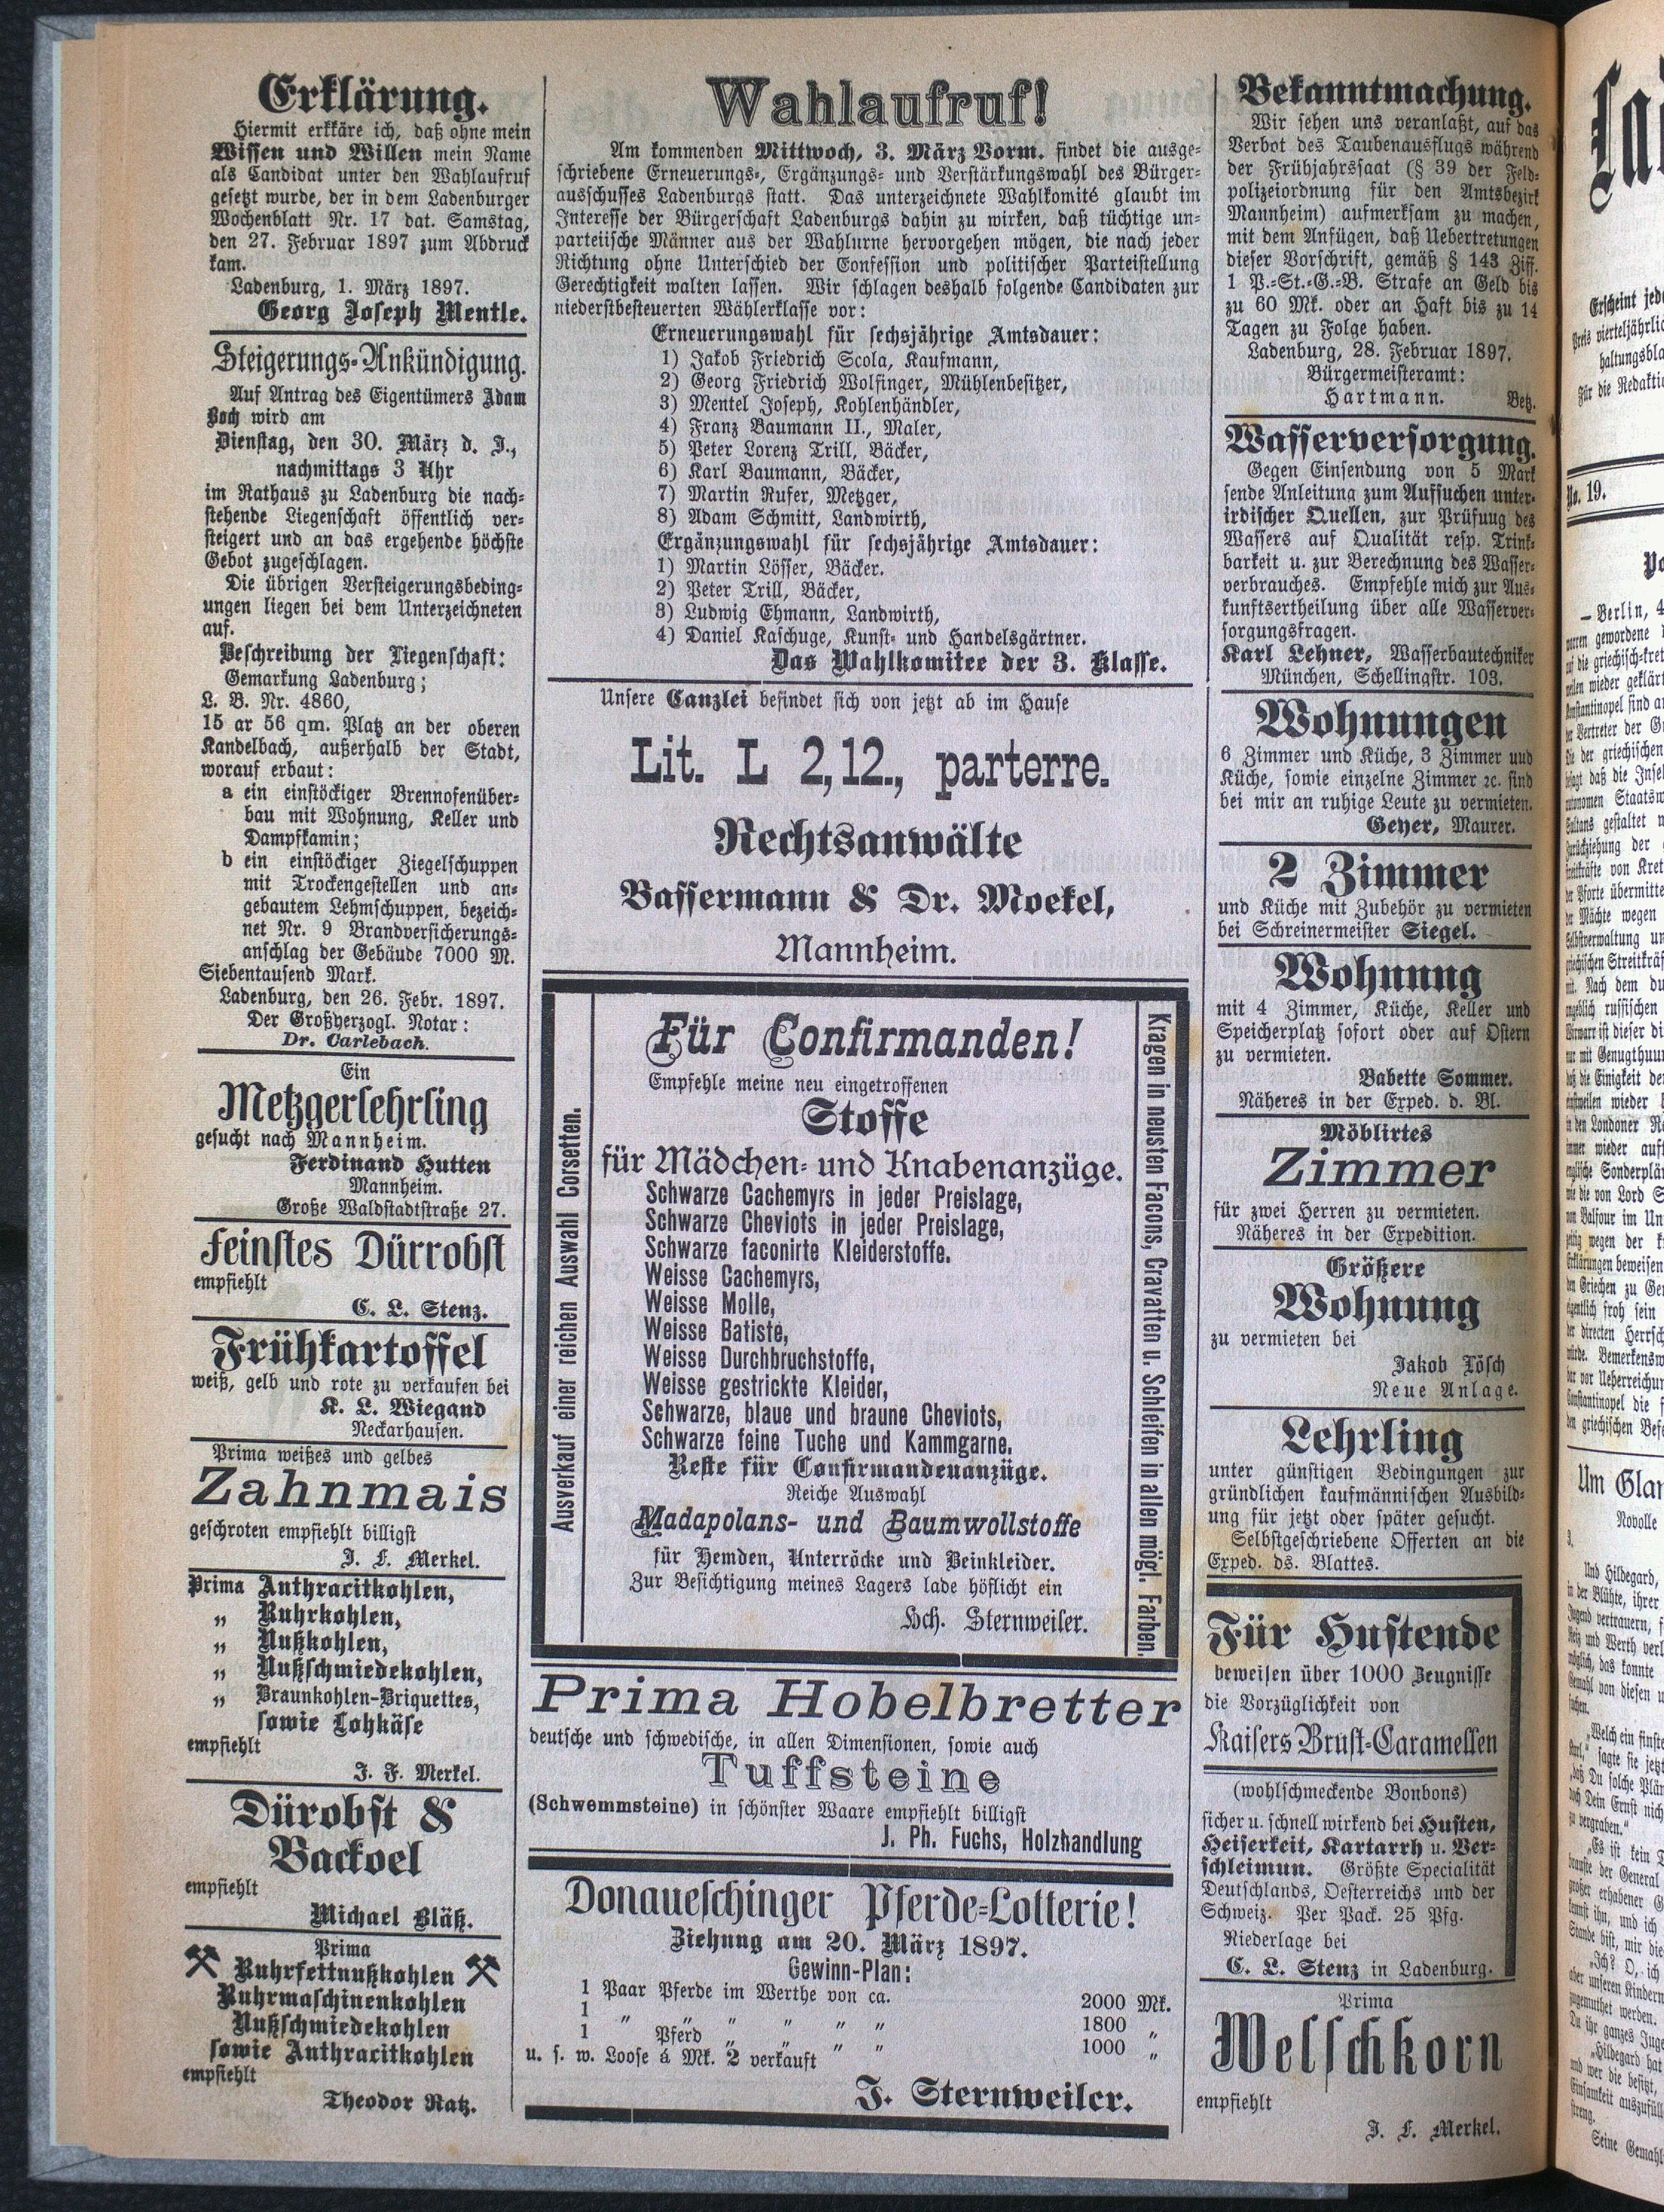 Erklärung.
Hiermit erkkäre ich, daß ohne mein
Wissen und Willen mein Name
als Candidat unter den Wahlaufruf
gesetzt wurde, der in dem Ladenburger
Wochenblatt Nr. 17 dat. Samstag,
den 27. Februar 1897 zum Abdruck
kam.
Ladenburg, 1. März 1897.
Georg Joseph Mentle.
Steigerungs-Ankündigung.
Auf Antrag des Eigentümers Adam
Boch wird am
Dienstag, den 30. März d. J.,
nachmittags 3 Uhr
im Rathaus zu Ladenburg die nach-
stehende Liegenschaft öffentlich ver-
steigert und an das ergehende höchste
Gebot zugeschlagen.
Die übrigen Versteigerungsbeding-
ungen liegen bei dem Unterzeichneten
auf.
Beschreibung der Liegenschaft:
Gemarkung Ladenburg;
L. B. Nr. 4860,
15 ar 56 qm. Platz an der oberen
Kandelbach, außerhalb der Stadt,
worauf erbaut:
a ein einstöckiger Brennofenüber-
bau mit Wohnung, Keller und
Dampfkamin;
b ein einstöckiger Ziegelschuppen
mit Trockengestellen und an-
gebautem Lehmschuppen, bezeich-
net Nr. 9 Brandversicherungs-
anschlag der Gebäude 7000 M.
Siebentausend Mark.
Ladenburg, den 26. Febr. 1897.
Der Großherzogl. Notar:
Dr. Carlebach.
Ein
Metzgerlehrling
gesucht nach Mannheim.
Ferdinand Hutten
Mannheim.
Große Waldstadtstraße 27.
Feinstes Dürrobst
empfiehlt
C. L. Stenz.
Frühkartoffel
weiß, gelb und rote zu verkaufen bei
K. L. Wiegand
Neckarhausen.
Prima weißes und gelbes
Zahnmais
geschroten empfiehlt billigst
J. F. Merkel.
Prima Anthracitkohlen,
„ Ruhrkohlen,
„ Nußkohlen,
„ Nußschmiedekohlen,
„ Braunkohlen-Briquettes,
sowie Lohkäse
empfiehlt
J. F. Merkel.
Dürobst &
Backoel
empfiehlt
Michael Bläß.
Prima
Ruhrfettnußkohlen
Ruhrmaschinenkohlen
Nußschmiedekohlen
sowie Anthracitkohlen
empfiehlt
Theodor Ratz.
Wahlaufruf!
Am kommenden Mittwoch, 3. März Vorm. findet die ausge-
schriebene Erneuerungs-, Ergänzungs- und Verstärkungswahl des Bürger-
ausschusses Ladenburgs statt. Das unterzeichnete Wahlkomité glaubt im
Interesse der Bürgerschaft Ladenburgs dahin zu wirken, daß tüchtige un-
parteiische Männer aus der Wahlurne hervorgehen mögen, die nach jeder
Richtung ohne Unterschied der Confession und politischer Parteistellung
Gerechtigkeit walten lassen. Wir schlagen deshalb folgende Candidaten zur
niederstbesteuerten Wählerklasse vor:
Erneuerungswahl für sechsjährige Amtsdauer:
1) Jakob Friedrich Scola, Kaufmann,
2) Georg Friedrich Wolfinger, Mühlenbesitzer,
3) Mentel Joseph, Kohlenhändler,
4) Franz Baumann II., Maler,
5) Peter Lorenz Trill, Bäcker,
6) Karl Baumann, Bäcker,
7) Martin Rufer, Metzger,
8) Adam Schmitt, Landwirth,
Ergänzungswahl für sechsjährige Amtsdauer:
1) Martin Lösser, Bäcker.
2) Peter Trill, Bäcker,
3) Ludwig Ehmann, Landwirth,
4) Daniel Kaschuge, Kunst- und Handelsgärtner.
Das Wahlkomitee der 3. Klasse.
Unsere Canzlei befindet sich von jetzt ab im Hause
Lit. L 2,12., parterre.
Rechtsanwälte
Bassermann & Dr. Moekel,
Mannheim.
Ausverkauf einer reichen Auswahl Corsetten.
Für Confirmanden!
Empfehle meine neu eingetroffenen
Stoffe
für Mädchen- und Knabenanzüge.
Schwarze Cachemyrs in jeder Preislage,
Schwarze Cheviots in jeder Preislage,
Schwarze faconirte Kleiderstoffe.
Weisse Cachemyrs,
Weisse Molle,
Weisse Batiste,
Weisse Durchbruchstoffe,
Weisse gestrickte Kleider,
Schwarze, blaue und braune Cheviots,
Schwarze feine Tuche und Kammgarne.
Reste für Confirmandenanzüge.
Reiche Auswahl
Madapolans- und Baumwollstoffe
für Hemden, Unterröcke und Beinkleider.
Zur Besichtigung meines Lagers lade höflicht ein
Hch. Sternweiler.
Kragen in neusten Facons, Cravatten u. Schleifen in allen mögl. Farben.
Prima Hobelbretter
deutsche und schwedische, in allen Dimensionen, sowie auch
Tuffsteine
(Schwemmsteine) in schönster Waare empfiehlt billigst
J. Ph. Fuchs, Holzhandlung
Donaueschinger Pferde-Lotterie!
Ziehung am 20. März 1897.
Gewinn-Plan:
1 Paar Pferde im Werthe von ca. 2000 Mk.
1 „ „ „ „ „ 1800 „
1 Pferd „ „ „ „ 1000 „
u. s. w. Loose á Mk. 2 verkauft
J. Sternweiler.
Bekanntmachung.
Wir sehen uns veranlaßt, auf das
Verbot des Taubenausflugs während
der Frühjahrssaat (§ 39 der Feld-
polizeiordnung für den Amtsbezirk
Mannheim) aufmerksam zu machen,
mit dem Anfügen, daß Uebertretungen
dieser Vorschrift, gemäß § 143 Ziff.
1 P.-St.-G.-B. Strafe an Geld bis
zu 60 Mk. oder an Haft bis zu 14
Tagen zu Folge haben.
Ladenburg, 28. Februar 1897.
Bürgermeisteramt:
Hartmann. Betz.
Wasserversorgung.
Gegen Einsendung von 5 Mark
sende Anleitung zum Aufsuchen unter-
irdischer Quellen, zur Prüfung des
Wassers auf Qualität resp. Trink-
barkeit u. zur Berechnung des Wasser-
verbrauches. Empfehle mich zur Aus-
kunftsertheilung über alle Wasserver-
sorgungsfragen.
Karl Lehner, Wasserbautechniker
München, Schellingstr. 103.
Wohnungen
6 Zimmer und Küche, 3 Zimmer und
Küche, sowie einzelne Zimmer ꝛc. sind
bei mir an ruhige Leute zu vermieten.
Geyer, Maurer.
2 Zimmer
und Küche mit Zubehör zu vermieten
bei Schreinermeister Siegel.
Wohnung
mit 4 Zimmer, Küche, Keller und
Speicherplatz sofort oder auf Ostern
zu vermieten.
Babette Sommer.
Näheres in der Exped. d. Bl.
Möblirtes
Zimmer
für zwei Herren zu vermieten.
Näheres in der Expedition.
Größere
Wohnung
zu vermieten bei
Jakob Lösch
Neue Anlage.
Lehrling
unter günstigen Bedingungen zur
gründlichen kaufmännischen Ausbild-
ung für jetzt oder später gesucht.
Selbstgeschriebene Offerten an die
Exped. ds. Blattes.
Für Hustende
beweisen über 1000 Zeugnisse
die Vorzüglichkeit von
Kaisers Brust-Caramellen
(wohlschmeckende Bonbons)
sicher u. schnell wirkend bei Husten,
Heiserkeit, Kartarrh u. Ver-
schleimun. Größte Specialität
Deutschlands, Oesterreichs und der
Schweiz. Per Pack. 25 Pfg.
Niederlage bei
C. L. Stenz in Ladenburg.
Prima
Welschkorn
empfiehlt
J. F. Merkel.
No. 19.